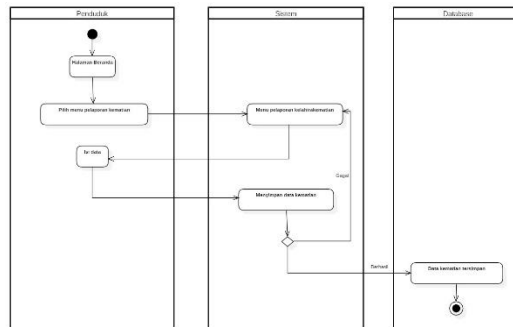 Penduduk
Sistem
Database
Halaman Beranda
Pilih menu pelaporan kematian
Menu pelaporan
Isi data
Gagal
Menyimpan data kematian
Berhasil
Data kematian tersimpan